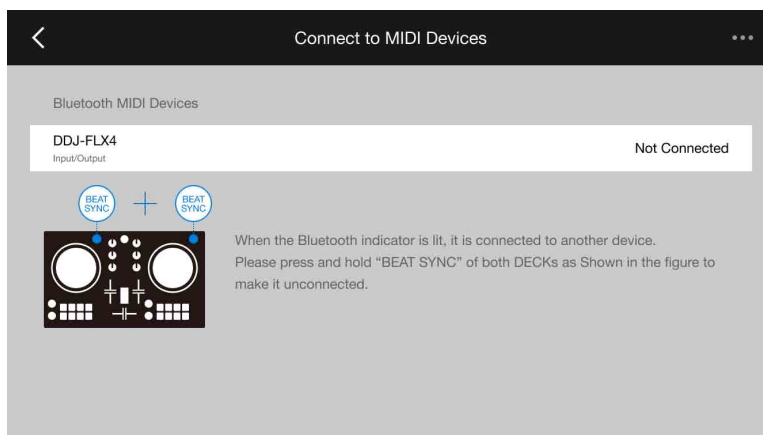 Connect to MIDI Devices
Bluetooth MIDI Devices
DDJ-FLX4
Input/Output
Not Connected
BEAT SYNC
BEAT SYNC
When the Bluetooth indicator is lit, it is connected to another device.
Please press and hold “BEAT SYNC” of both DECKs as Shown in the figure to
make it unconnected.